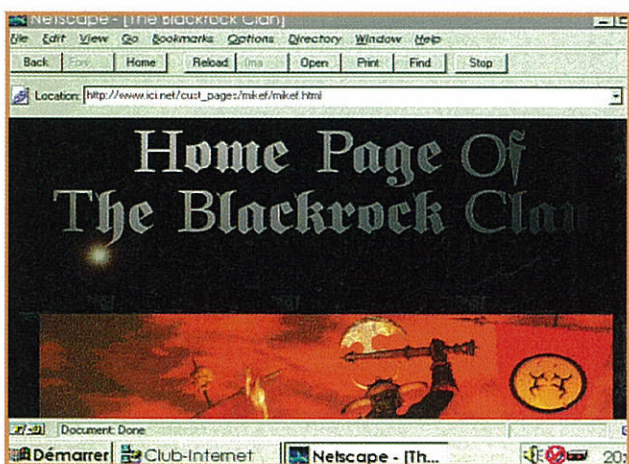 Netscape - [The Blackrock Clan]
File Edit View Go Bookmarks Options Directory Window Help
Back Home Reload Ima Open Print Find Stop
Location: http://www.ici.net/cust_pages/mikef/mikef.html
Home Page Of
The Blackrock Clan
Document: Done
Démarrer Club-Internet Netscape - [Th... 20: